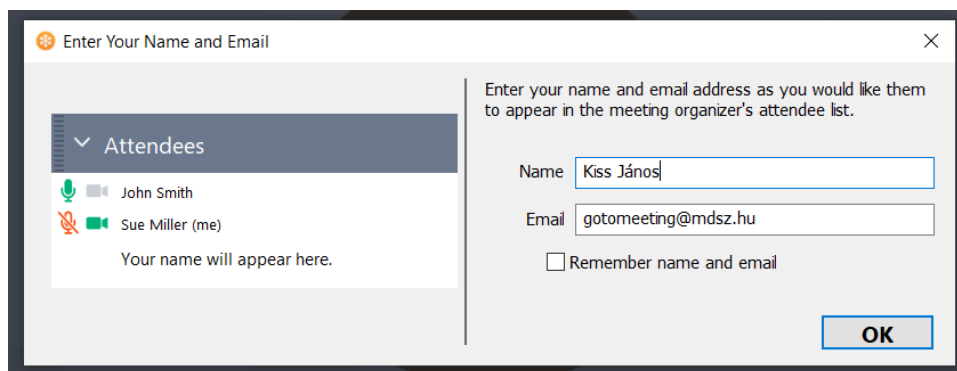 Enter Your Name and Email
Attendees
John Smith
Sue Miller (me)
Your name will appear here.
Enter your name and email address as you would like them
to appear in the meeting organizer's attendee list.
Name Kiss János
Email gotomeeting@mdsz.hu
Remember name and email
OK